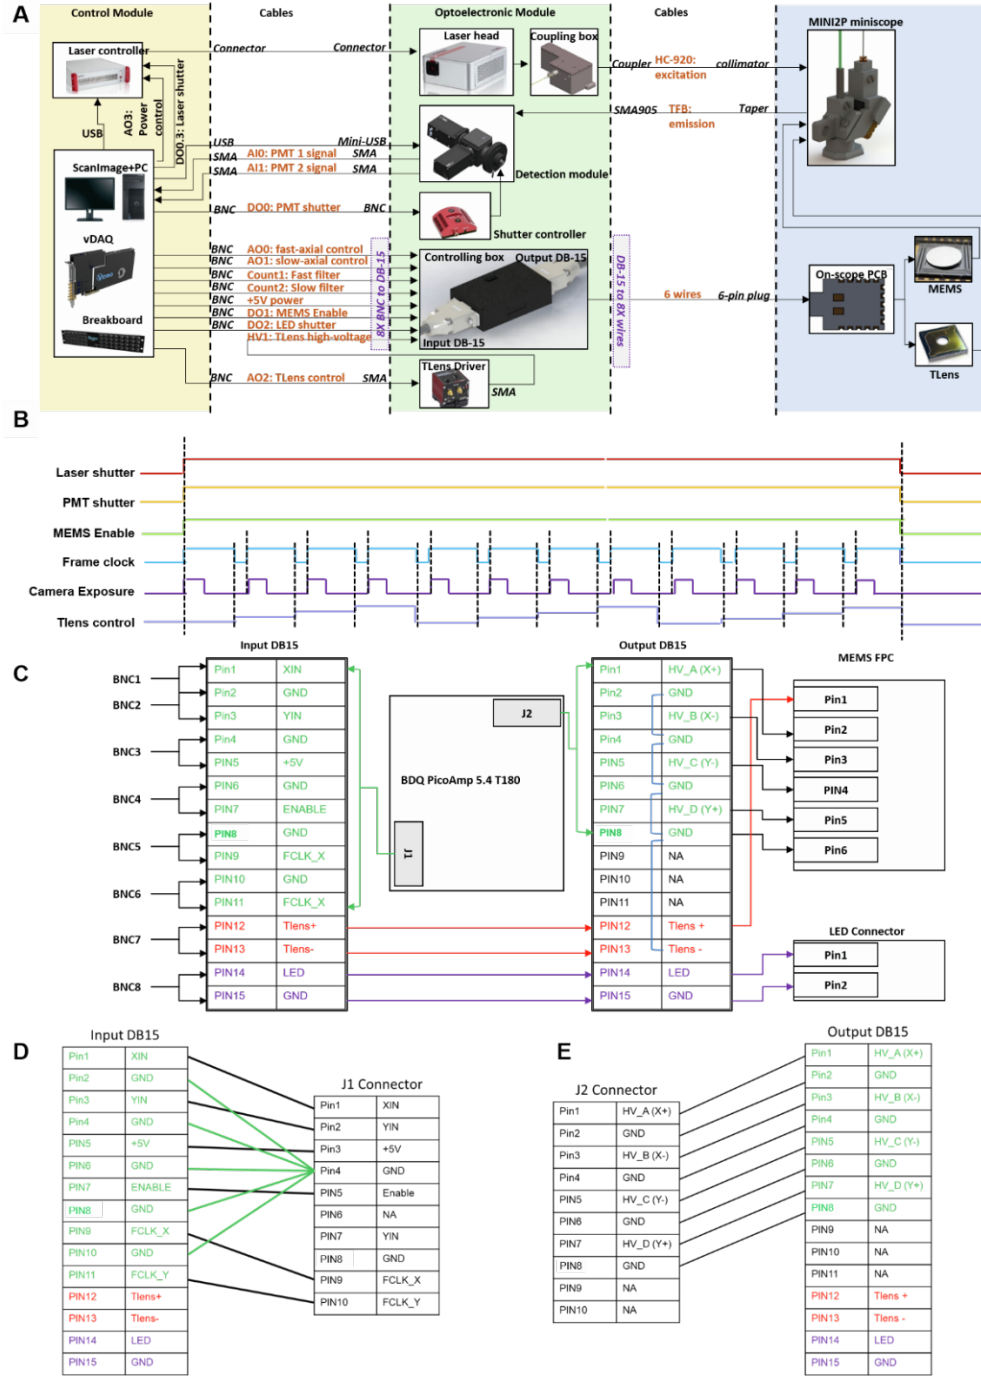 A
Control Module
Cables
Optoelectronic Module
Cables
MINI2P miniscope
Laser controller
Connector
Connector
Laser head
Coupling box
Coupler
HC-920: excitation
collimator
USB
AO3: Power control
DO0.3: Laser shutter
SMA905
TFB: emission
Taper
ScanImage+PC
USB
Mini-USB
SMA
AI0: PMT 1 signal
SMA
SMA
AI1: PMT 2 signal
SMA
Detection module
BNC
DO0: PMT shutter
BNC
Shutter controller
vDAQ
BNC
AO0: fast-axial control
BNC
AO1: slow-axial control
BNC
Count1: Fast filter
BNC
Count2: Slow filter
BNC
+5V power
BNC
DO1: MEMS Enable
BNC
DO2: LED shutter
HV1: TLens high-voltage
8X BNC to DB-15
Controlling box
Output DB-15
Input DB-15
DB-15 to 8X wires
6 wires
6-pin plug
On-scope PCB
MEMS
TLens
Breakboard
BNC
AO2: TLens control
SMA
TLens Driver
SMA
B
Laser shutter
PMT shutter
MEMS Enable
Frame clock
Camera Exposure
Tlens control
C
Input DB15
Output DB15
MEMS FPC
BNC1
BNC2
BNC3
BNC4
BNC5
BNC6
BNC7
BNC8
Pin1 XIN
Pin2 GND
Pin3 YIN
Pin4 GND
PIN5 +5V
PIN6 GND
PIN7 ENABLE
PIN8 GND
PIN9 FCLK_X
PIN10 GND
PIN11 FCLK_X
PIN12 Tlens+
PIN13 Tlens-
PIN14 LED
PIN15 GND
J2
BDQ PicoAmp 5.4 T180
J1
Pin1 HV_A (X+)
Pin2 GND
Pin3 HV_B (X-)
Pin4 GND
PIN5 HV_C (Y-)
PIN6 GND
PIN7 HV_D (Y+)
PIN8 GND
PIN9 NA
PIN10 NA
PIN11 NA
PIN12 Tlens +
PIN13 Tlens -
PIN14 LED
PIN15 GND
Pin1
Pin2
Pin3
PIN4
Pin5
Pin6
LED Connector
Pin1
Pin2
D
Input DB15
Pin1 XIN
Pin2 GND
Pin3 YIN
Pin4 GND
PIN5 +5V
PIN6 GND
PIN7 ENABLE
PIN8 GND
PIN9 FCLK_X
PIN10 GND
PIN11 FCLK_Y
PIN12 Tlens+
PIN13 Tlens-
PIN14 LED
PIN15 GND
J1 Connector
Pin1 XIN
Pin2 YIN
Pin3 +5V
Pin4 GND
PIN5 Enable
PIN6 NA
PIN7 YIN
PIN8 GND
PIN9 FCLK_X
PIN10 FCLK_Y
E
J2 Connector
Pin1 HV_A (X+)
Pin2 GND
Pin3 HV_B (X-)
Pin4 GND
PIN5 HV_C (Y-)
PIN6 GND
PIN7 HV_D (Y+)
PIN8 GND
PIN9 NA
PIN10 NA
Output DB15
Pin1 HV_A (X+)
Pin2 GND
Pin3 HV_B (X-)
Pin4 GND
PIN5 HV_C (Y-)
PIN6 GND
PIN7 HV_D (Y+)
PIN8 GND
PIN9 NA
PIN10 NA
PIN11 NA
PIN12 Tlens +
PIN13 Tlens -
PIN14 LED
PIN15 GND